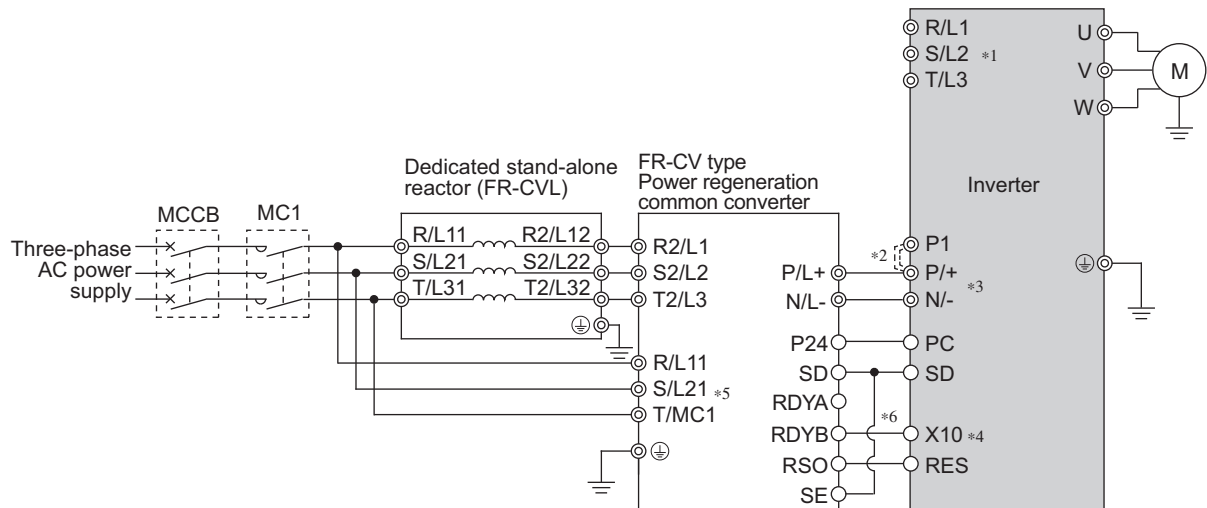 R/L1
S/L2 *1
T/L3
U
V
W
M
Dedicated stand-alone
reactor (FR-CVL)
FR-CV type
Power regeneration
common converter
Inverter
MCCB
MC1
Three-phase
AC power
supply
R/L11
R2/L12
S/L21
S2/L22
T/L31
T2/L32
R2/L1
S2/L2
T2/L3
R/L11
S/L21 *5
T/MC1
P/L+
N/L-
P24
SD
RDYA
RDYB
RSO
SE
*2
*6
P1
P/+
*3
N/-
PC
SD
X10 *4
RES